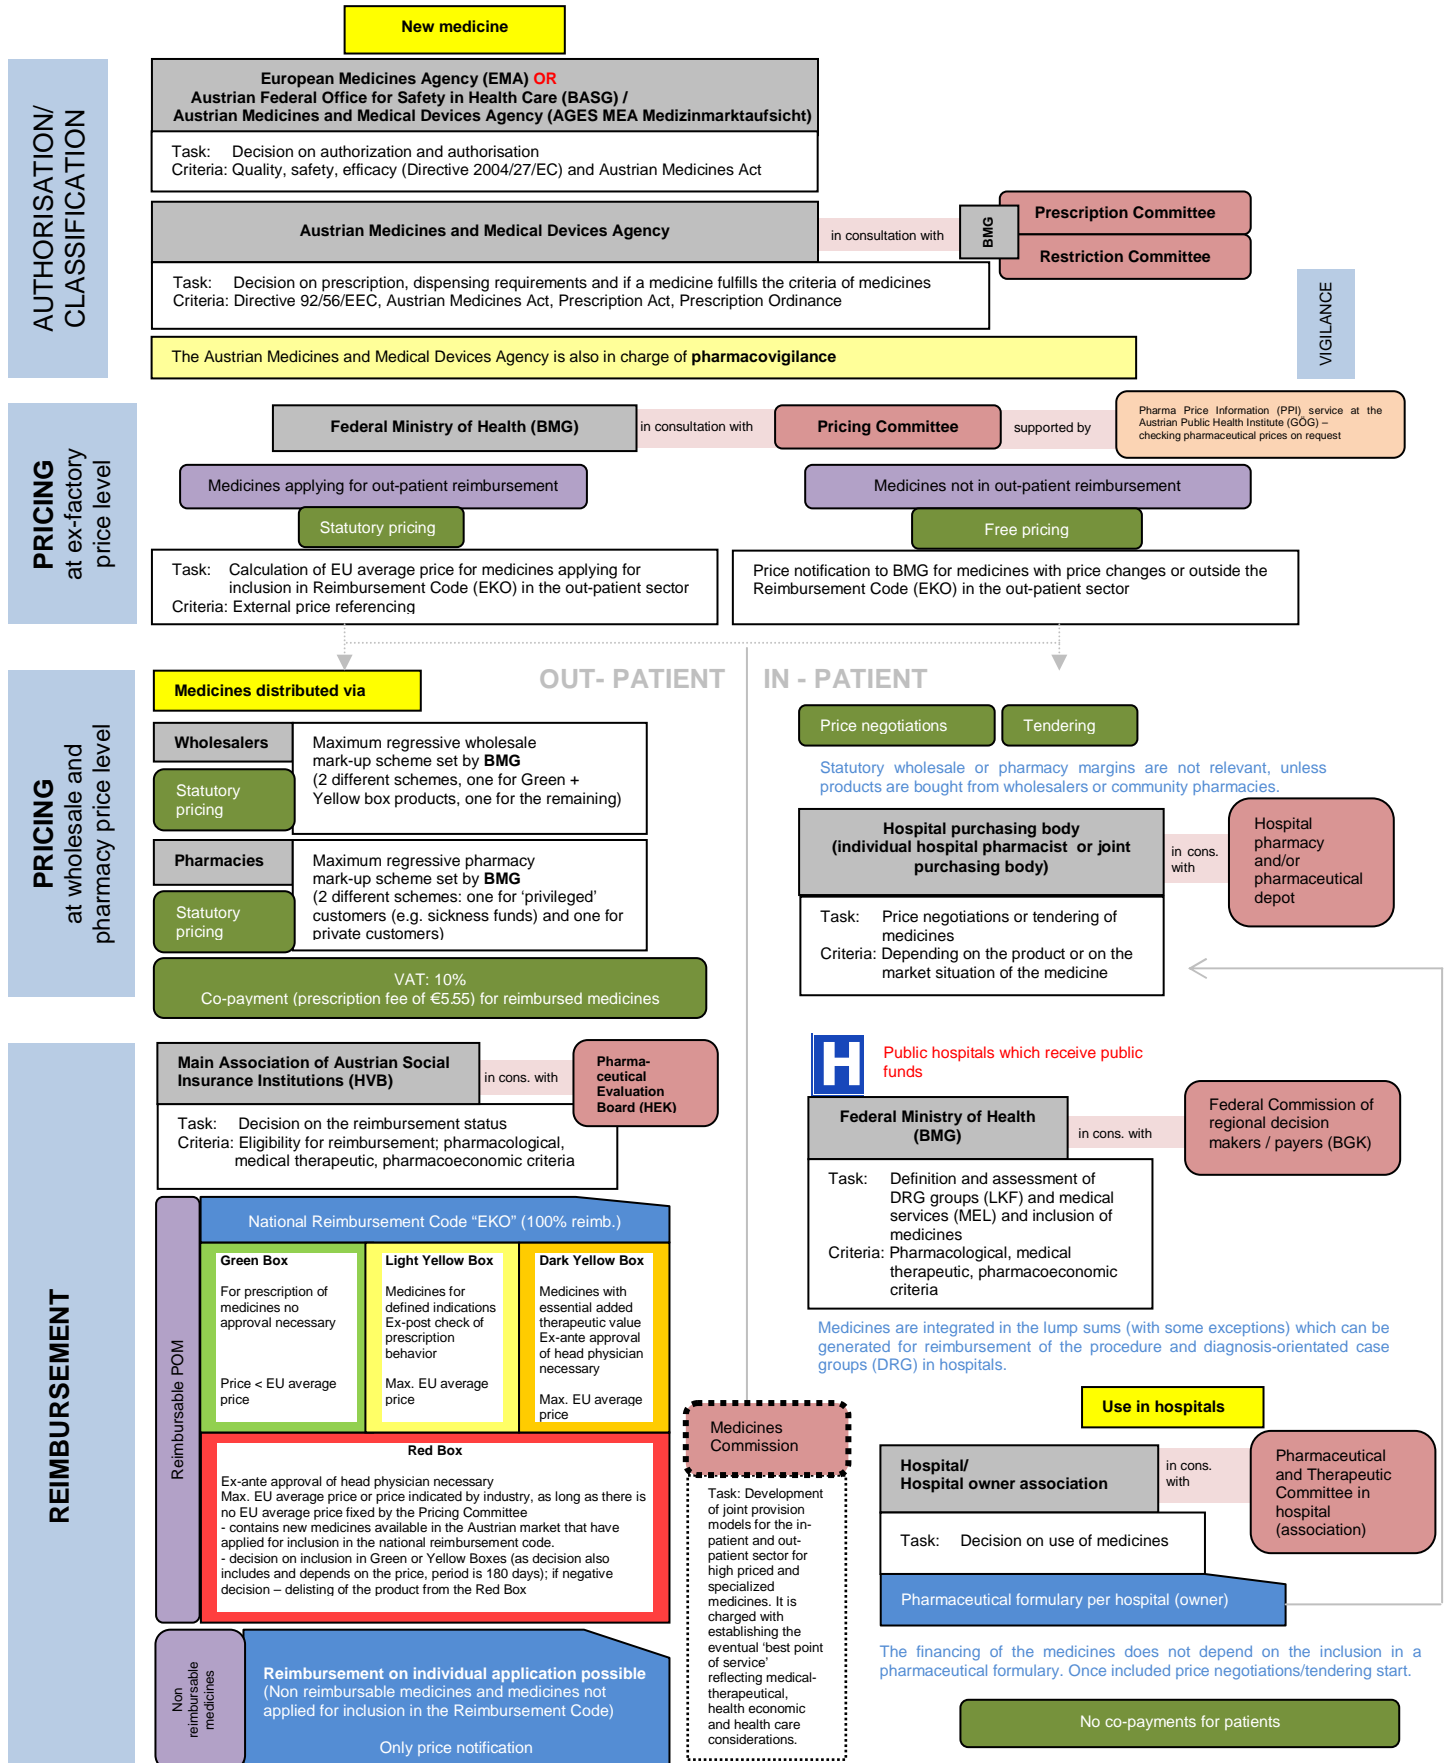 New medicine
AUTHORISATION/
CLASSIFICATION
European Medicines Agency (EMA) OR
Austrian Federal Office for Safety in Health Care (BASG) /
Austrian Medicines and Medical Devices Agency (AGES MEA Medizinmarktaufsicht)
Task: Decision on authorization and authorisation
Criteria: Quality, safety, efficacy (Directive 2004/27/EC) and Austrian Medicines Act
Austrian Medicines and Medical Devices Agency
in consultation with
BMG
Prescription Committee
Restriction Committee
Task: Decision on prescription, dispensing requirements and if a medicine fulfills the criteria of medicines
Criteria: Directive 92/56/EEC, Austrian Medicines Act, Prescription Act, Prescription Ordinance
VIGILANCE
The Austrian Medicines and Medical Devices Agency is also in charge of pharmacovigilance
PRICING
at ex-factory
price level
Federal Ministry of Health (BMG)
in consultation with
Pricing Committee
supported by
Pharma Price Information (PPI) service at the
Austrian Public Health Institute (GÖG) –
checking pharmaceutical prices on request
Medicines applying for out-patient reimbursement
Medicines not in out-patient reimbursement
Statutory pricing
Free pricing
Task: Calculation of EU average price for medicines applying for
inclusion in Reimbursement Code (EKO) in the out-patient sector
Criteria: External price referencing
Price notification to BMG for medicines with price changes or outside the
Reimbursement Code (EKO) in the out-patient sector
OUT- PATIENT
IN - PATIENT
PRICING
at wholesale and
pharmacy price level
Medicines distributed via
Wholesalers
Statutory
pricing
Maximum regressive wholesale
mark-up scheme set by BMG
(2 different schemes, one for Green +
Yellow box products, one for the remaining)
Pharmacies
Statutory
pricing
Maximum regressive pharmacy
mark-up scheme set by BMG
(2 different schemes: one for ‘privileged’
customers (e.g. sickness funds) and one for
private customers)
VAT: 10%
Co-payment (prescription fee of €5.55) for reimbursed medicines
Price negotiations
Tendering
Statutory wholesale or pharmacy margins are not relevant, unless
products are bought from wholesalers or community pharmacies.
Hospital purchasing body
(individual hospital pharmacist or joint
purchasing body)
in cons.
with
Hospital
pharmacy
and/or
pharmaceutical
depot
Task: Price negotiations or tendering of
medicines
Criteria: Depending on the product or on the
market situation of the medicine
REIMBURSEMENT
Main Association of Austrian Social
Insurance Institutions (HVB)
in cons. with
Pharma-
ceutical
Evaluation
Board (HEK)
Task: Decision on the reimbursement status
Criteria: Eligibility for reimbursement; pharmacological,
medical therapeutic, pharmacoeconomic criteria
Reimbursable POM
National Reimbursement Code “EKO” (100% reimb.)
Green Box
For prescription of
medicines no
approval necessary
Price < EU average
price
Light Yellow Box
Medicines for
defined indications
Ex-post check of
prescription
behavior
Max. EU average
price
Dark Yellow Box
Medicines with
essential added
therapeutic value
Ex-ante approval
of head physician
necessary
Max. EU average
price
Red Box
Ex-ante approval of head physician necessary
Max. EU average price or price indicated by industry, as long as there is
no EU average price fixed by the Pricing Committee
- contains new medicines available in the Austrian market that have
applied for inclusion in the national reimbursement code.
- decision on inclusion in Green or Yellow Boxes (as decision also
includes and depends on the price, period is 180 days); if negative
decision – delisting of the product from the Red Box
Non
reimbursable
medicines
Reimbursement on individual application possible
(Non reimbursable medicines and medicines not
applied for inclusion in the Reimbursement Code)
Only price notification
Medicines
Commission
Task: Development
of joint provision
models for the in-
patient and out-
patient sector for
high priced and
specialized
medicines. It is
charged with
establishing the
eventual ‘best point
of service’
reflecting medical-
therapeutical,
health economic
and health care
considerations.
H
Public hospitals which receive public
funds
Federal Ministry of Health
(BMG)
in cons. with
Federal Commission of
regional decision
makers / payers (BGK)
Task: Definition and assessment of
DRG groups (LKF) and medical
services (MEL) and inclusion of
medicines
Criteria: Pharmacological, medical
therapeutic, pharmacoeconomic
criteria
Medicines are integrated in the lump sums (with some exceptions) which can be
generated for reimbursement of the procedure and diagnosis-orientated case
groups (DRG) in hospitals.
Use in hospitals
Hospital/
Hospital owner association
in cons.
with
Pharmaceutical
and Therapeutic
Committee in
hospital
(association)
Task: Decision on use of medicines
Pharmaceutical formulary per hospital (owner)
The financing of the medicines does not depend on the inclusion in a
pharmaceutical formulary. Once included price negotiations/tendering start.
No co-payments for patients